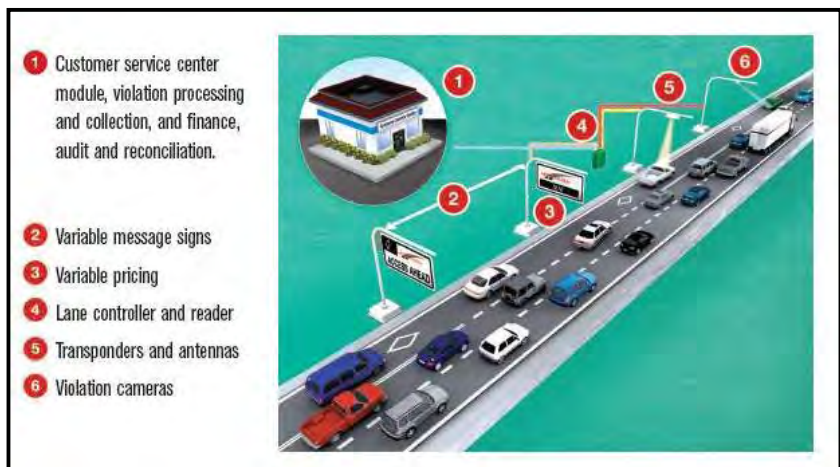 1 Customer service center
module, violation processing
and collection, and finance,
audit and reconciliation.
2 Variable message signs
3 Variable pricing
4 Lane controller and reader
5 Transponders and antennas
6 Violation cameras
1
2
3
4
5
6
ACCESS AHEAD